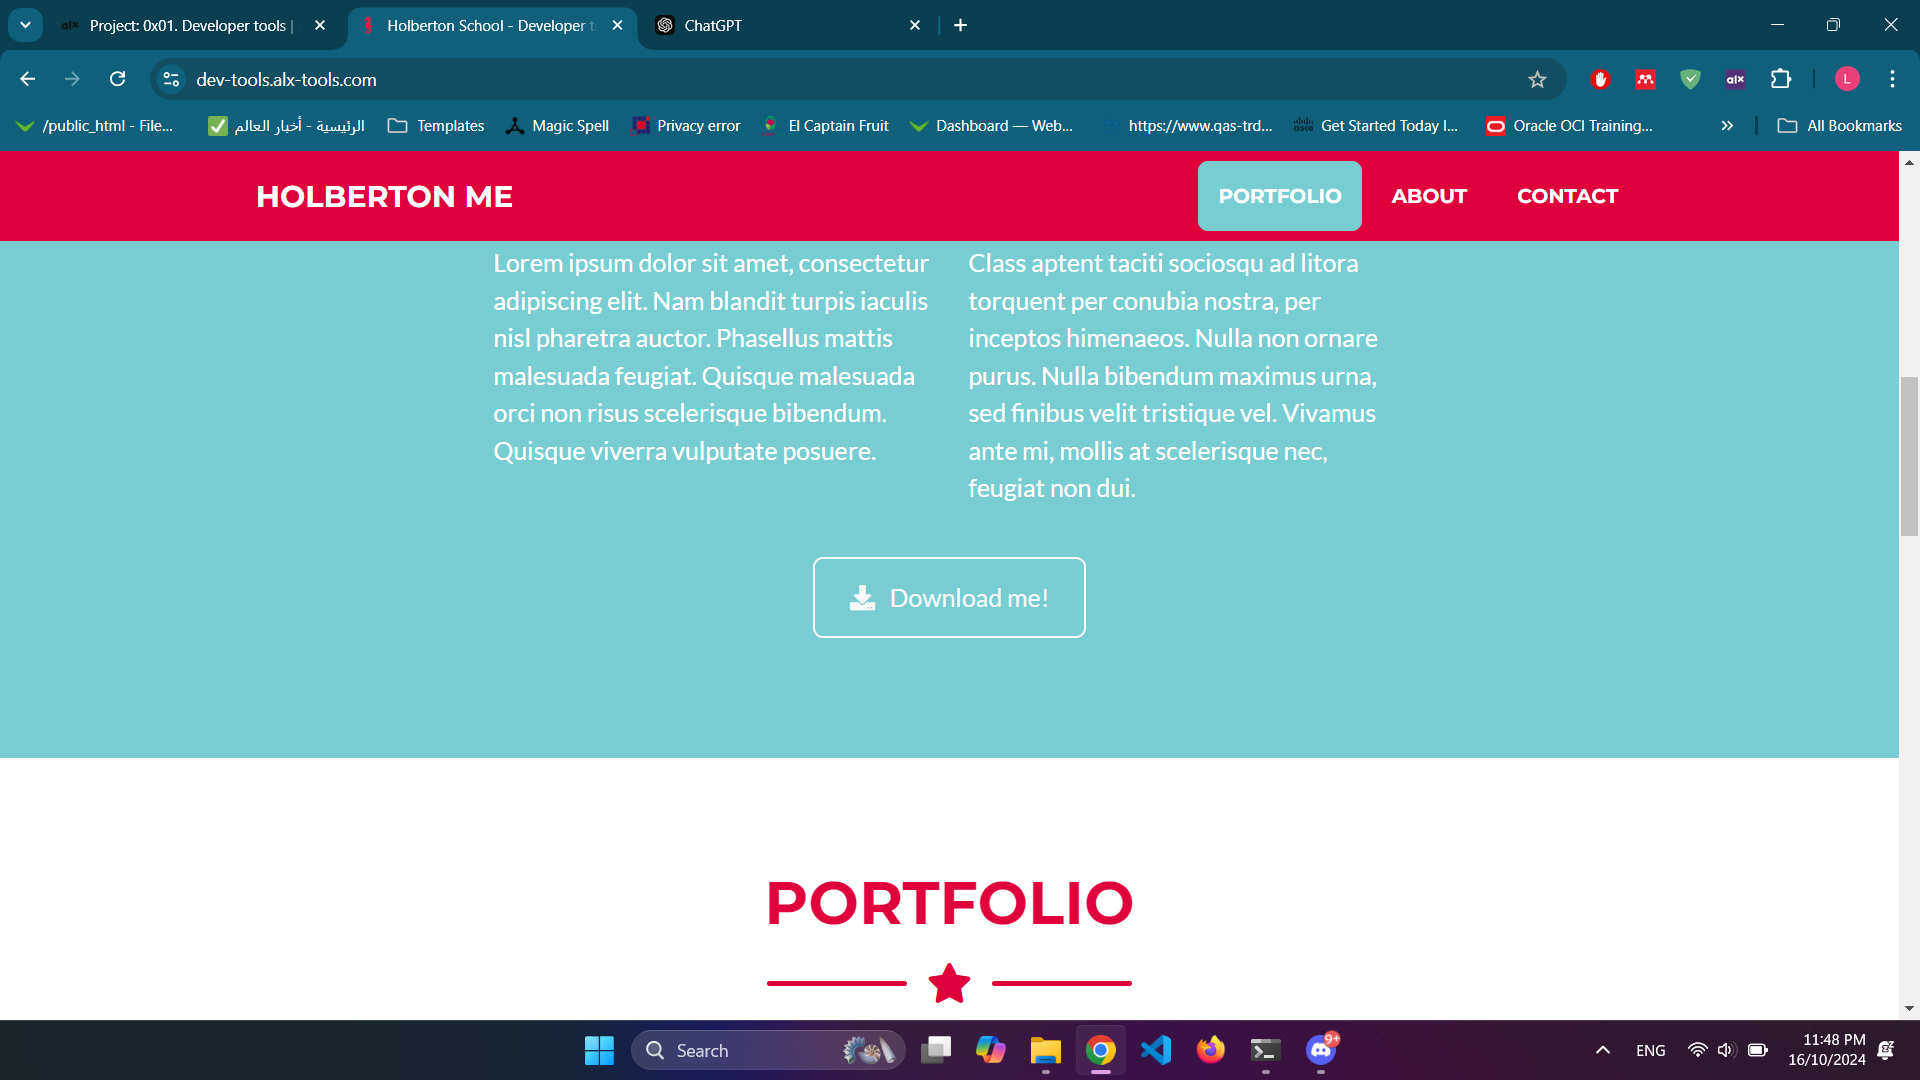 Project: 0x01. Developer tools |
Holberton School - Developer t
ChatGPT
dev-tools.alx-tools.com
alx
L
/public_html - File...
الرئيسية - أخبار العالم
Templates
Magic Spell
Privacy error
El Captain Fruit
Dashboard — Web...
https://www.qas-trd...
Get Started Today I...
Oracle OCI Training...
All Bookmarks
HOLBERTON ME
PORTFOLIO
ABOUT
CONTACT
Lorem ipsum dolor sit amet, consectetur
adipiscing elit. Nam blandit turpis iaculis
nisl pharetra auctor. Phasellus mattis
malesuada feugiat. Quisque malesuada
orci non risus scelerisque bibendum.
Quisque viverra vulputate posuere.
Class aptent taciti sociosqu ad litora
torquent per conubia nostra, per
inceptos himenaeos. Nulla non ornare
purus. Nulla bibendum maximus urna,
sed finibus velit tristique vel. Vivamus
ante mi, mollis at scelerisque nec,
feugiat non dui.
Download me!
PORTFOLIO
Search
9+
ENG
11:48 PM
16/10/2024